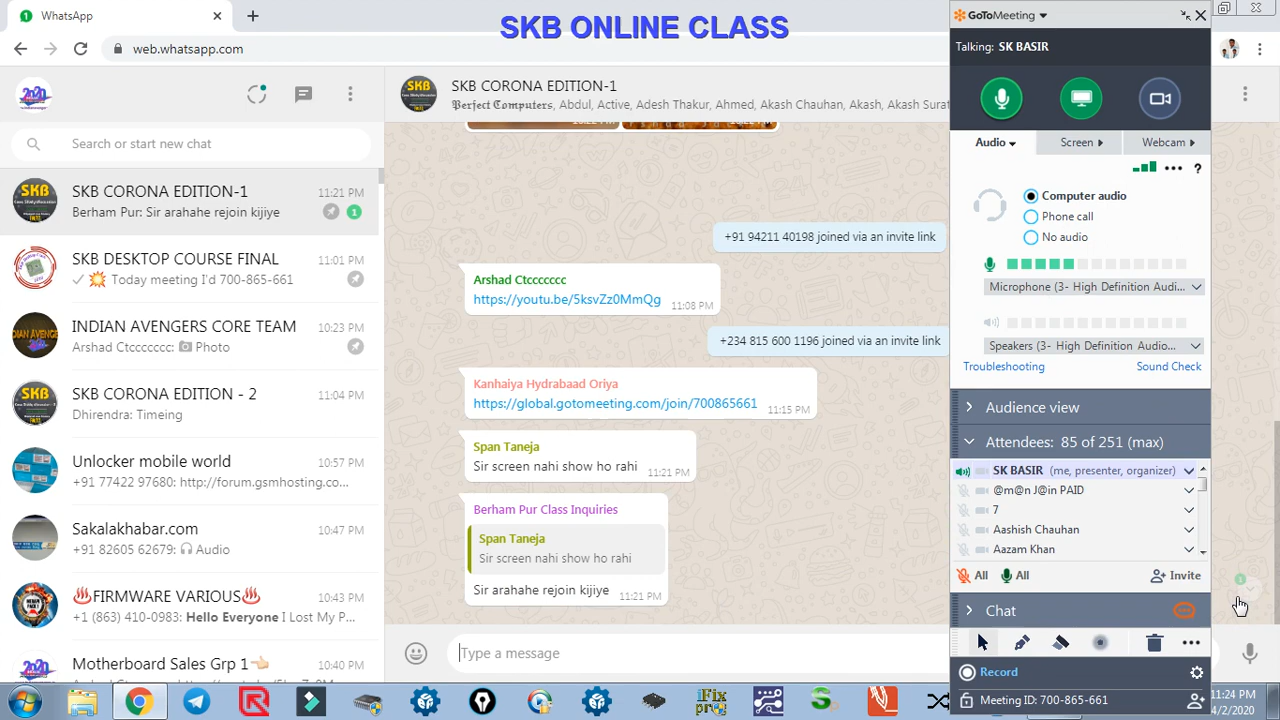 WhatsApp
SKB ONLINE CLASS
web.whatsapp.com
Search or start new chat
SKB CORONA EDITION-1
11:21 PM
Berham Pur: Sir arahahe rejoin kijiye
1
SKB DESKTOP COURSE FINAL
11:01 PM
Today meeting I'd 700-865-661
INDIAN AVENGERS CORE TEAM
10:23 PM
Arshad Ctccccccc: Photo
SKB CORONA EDITION - 2
11:04 PM
Dhirendra: Timeing
Unlocker mobile world
10:57 PM
+91 77422 97680: http://forum.gsmhosting.co...
Sakalakhabar.com
10:47 PM
+91 82605 62679: Audio
FIRMWARE VARIOUS
10:43 PM
+1 (863) 410-0983: Hello Everyone I Lost My P...
Motherboard Sales Grp 1
10:40 PM
SKB CORONA EDITION-1
Perfect Computers, Abdul, Active, Adesh Thakur, Ahmed, Akash Chauhan, Akash, Akash Surat
+91 94211 40198 joined via an invite link
Arshad Ctccccccc
https://youtu.be/5ksvZz0MmQg
11:08 PM
+234 815 600 1196 joined via an invite link
Kanhaiya Hydrabaad Oriya
https://global.gotomeeting.com/join/700865661
11:15 PM
Span Taneja
Sir screen nahi show ho rahi
11:21 PM
Berham Pur Class Inquiries
Span Taneja
Sir screen nahi show ho rahi
Sir arahahe rejoin kijiye
11:21 PM
Type a message
GoToMeeting
Talking: SK BASIR
Audio Screen Webcam
Computer audio
Phone call
No audio
Microphone (3- High Definition Audi...
Speakers (3- High Definition Audio...
Troubleshooting Sound Check
Audience view
Attendees: 85 of 251 (max)
SK BASIR (me, presenter, organizer)
@m@n J@in PAID
7
Aashish Chauhan
Aazam Khan
All All Invite
Chat
Record
Meeting ID: 700-865-661
11:24 PM
4/2/2020